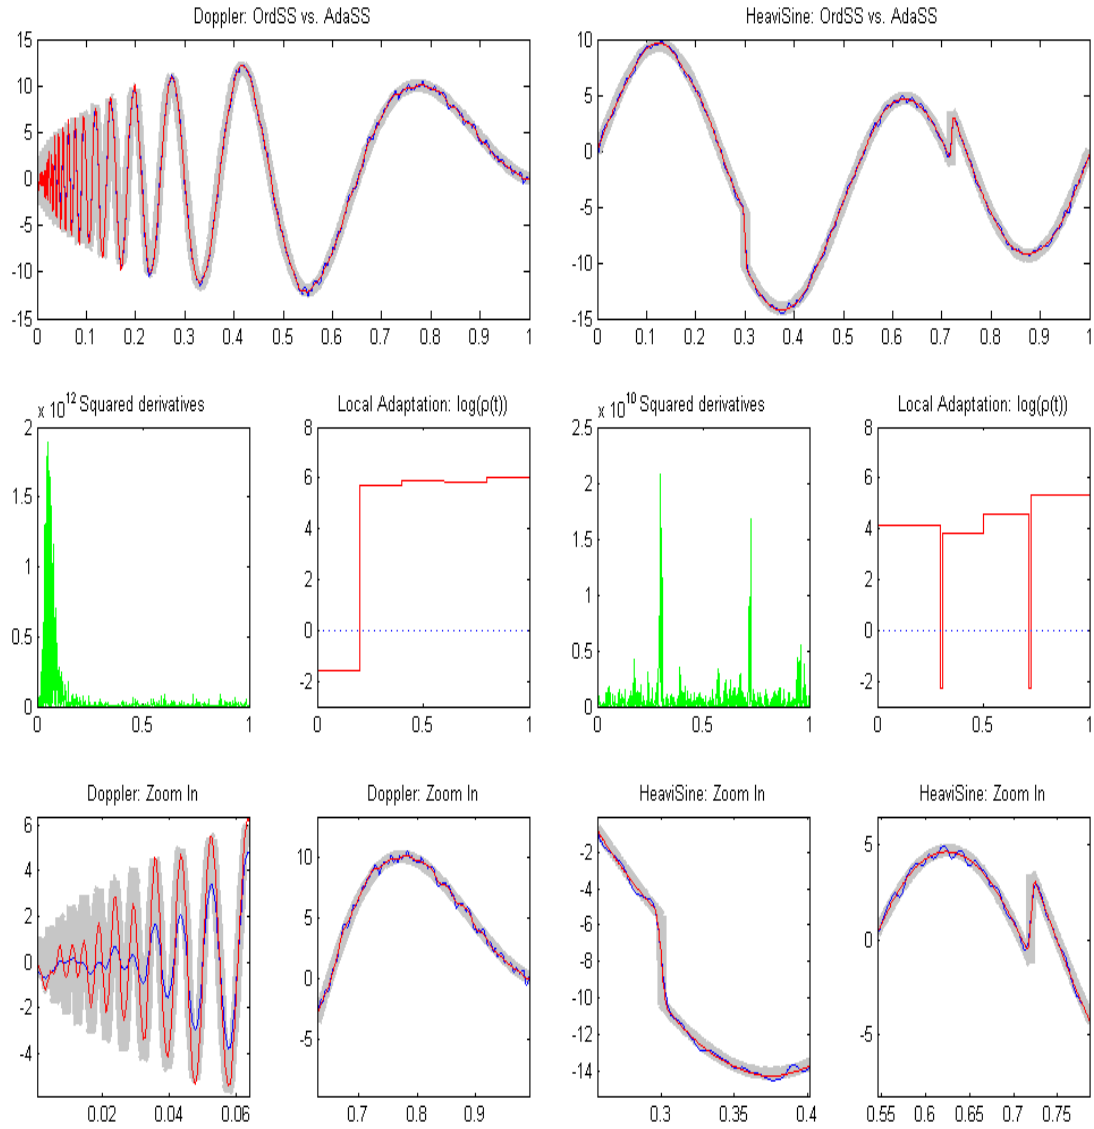 Doppler: OrdSS vs. AdaSS
HeaviSine: OrdSS vs. AdaSS
15
10
5
0
-5
-10
-15
0 0.1 0.2 0.3 0.4 0.5 0.6 0.7 0.8 0.9 1
10
5
0
-5
-10
-15
0 0.1 0.2 0.3 0.4 0.5 0.6 0.7 0.8 0.9 1
x 10^12 Squared derivatives
2
1.5
1
0.5
0
0 0.5 1
Local Adaptation: log(ρ(t))
8
6
4
2
0
-2
0 0.5 1
x 10^10 Squared derivatives
2.5
2
1.5
1
0.5
0
0 0.5 1
Local Adaptation: log(ρ(t))
8
6
4
2
0
-2
0 0.5 1
Doppler: Zoom In
6
4
2
0
-2
-4
0.02 0.04 0.06
Doppler: Zoom In
10
5
0
-5
0.7 0.8 0.9
HeaviSine: Zoom In
-2
-4
-6
-8
-10
-12
-14
0.3 0.35 0.4
HeaviSine: Zoom In
5
0
-5
0.55 0.6 0.65 0.7 0.75